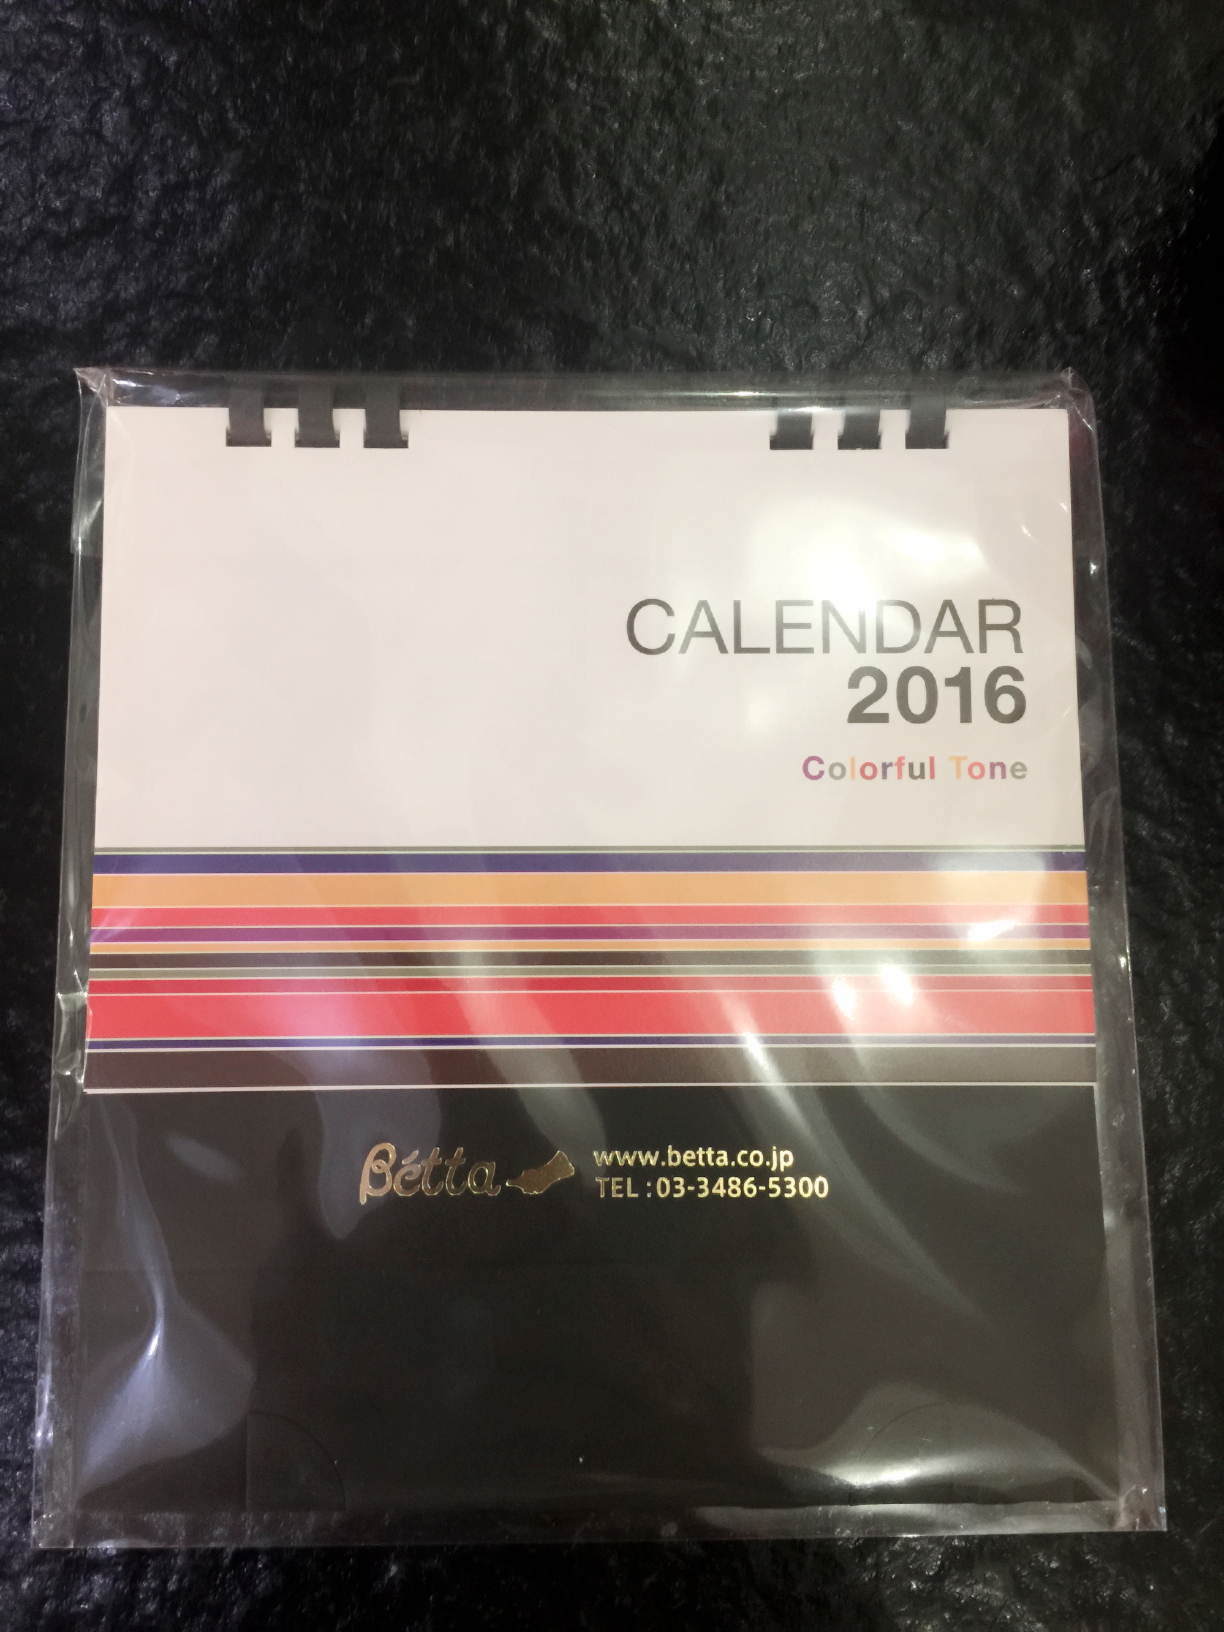 CALENDAR
2016
Colorful Tone
Bétta
www.betta.co.jp
TEL : 03-3486-5300